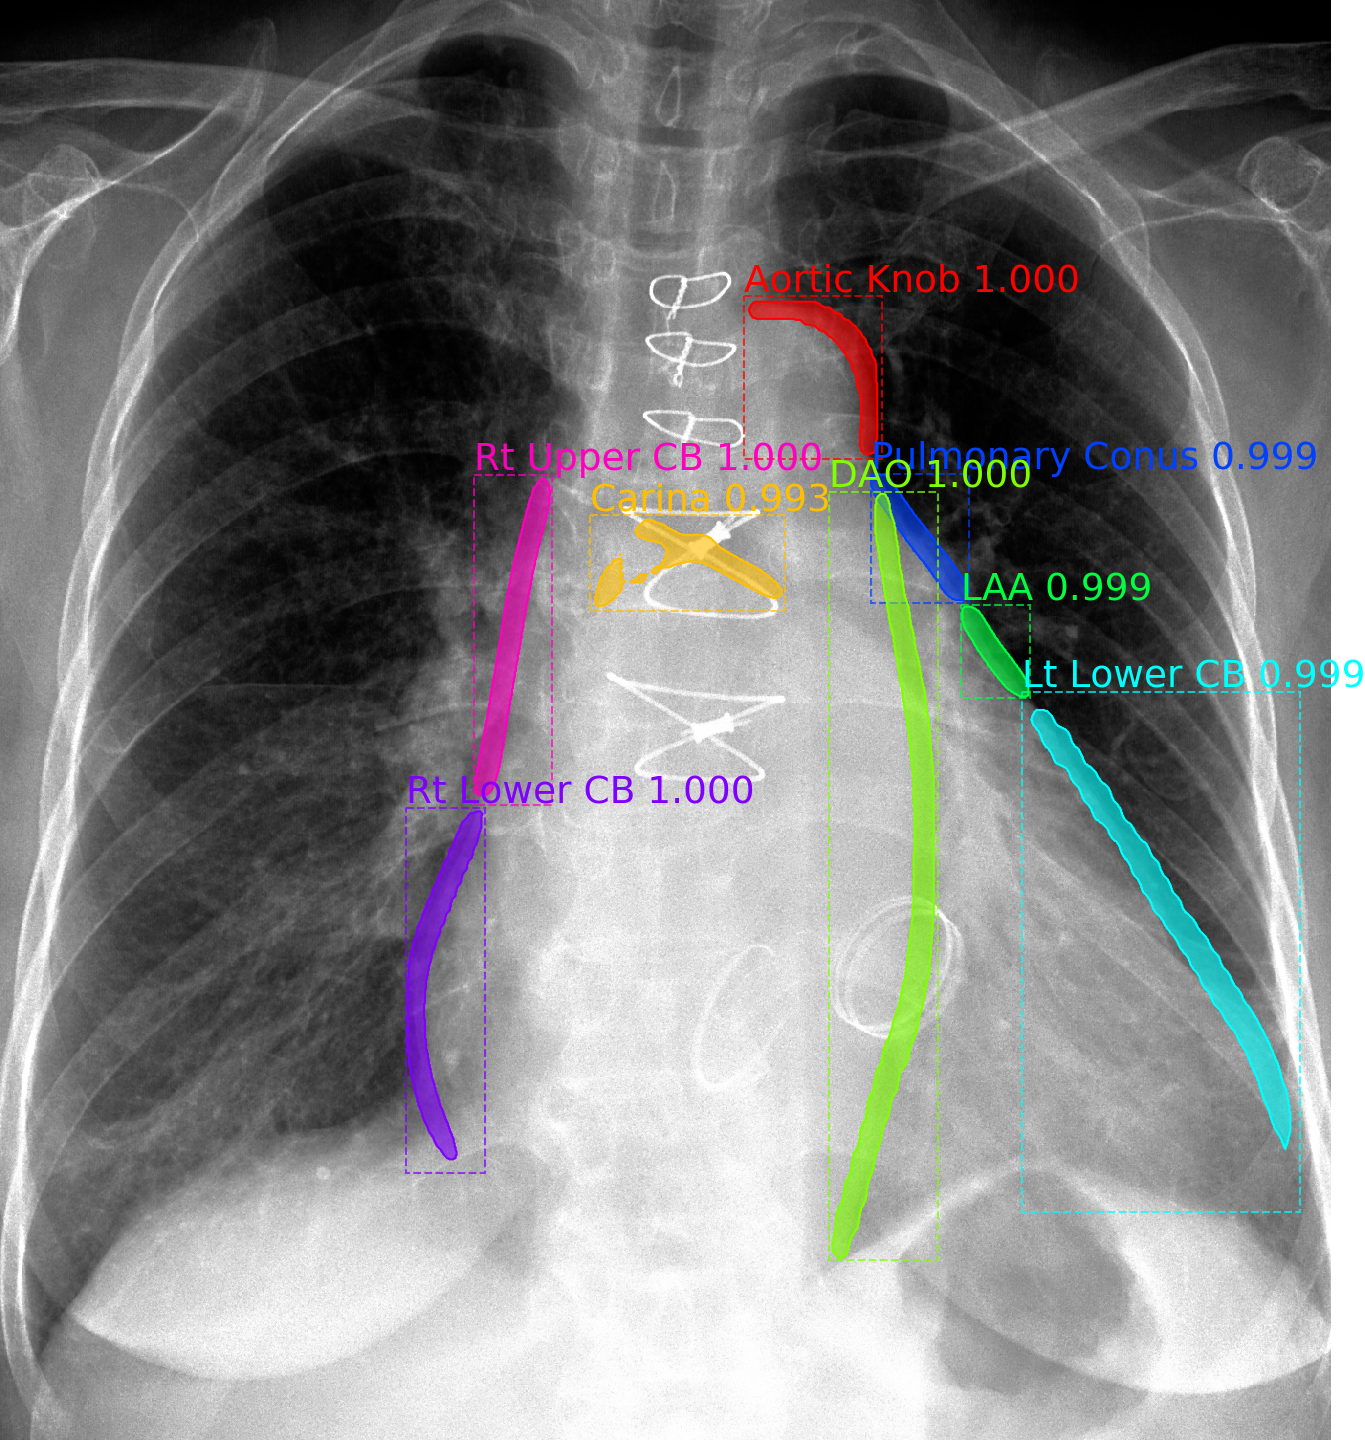 Aortic Knob 1.000
Pulmonary Conus 0.999
Rt Upper CB 1.000
DAO 1.000
Carina 0.993
LAA 0.999
Lt Lower CB 0.999
Rt Lower CB 1.000